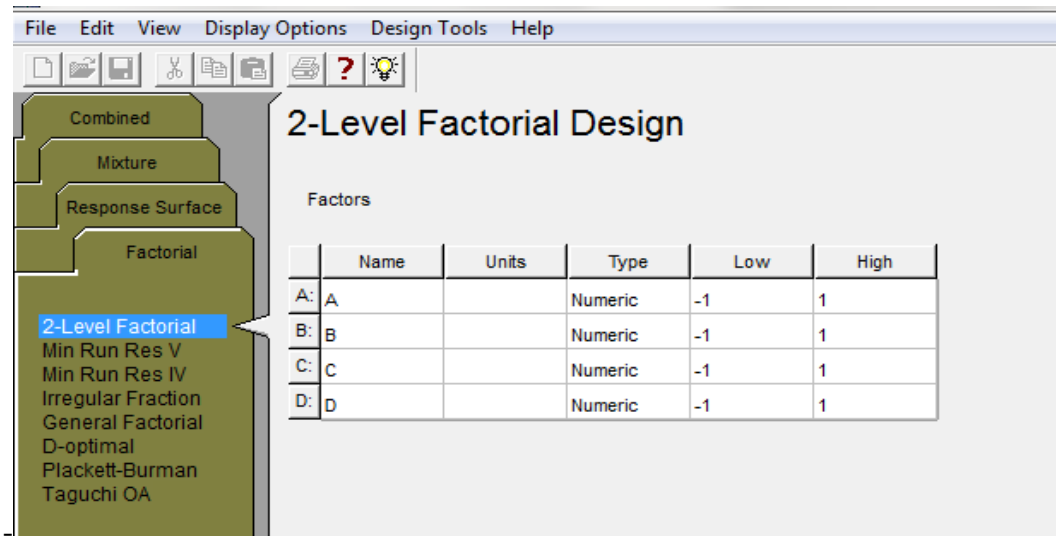 File Edit View Display Options Design Tools Help
?
Combined
Mixture
Response Surface
Factorial
2-Level Factorial
Min Run Res V
Min Run Res IV
Irregular Fraction
General Factorial
D-optimal
Plackett-Burman
Taguchi OA
2-Level Factorial Design
Factors
Name Units Type Low High
A: A Numeric -1 1
B: B Numeric -1 1
C: C Numeric -1 1
D: D Numeric -1 1